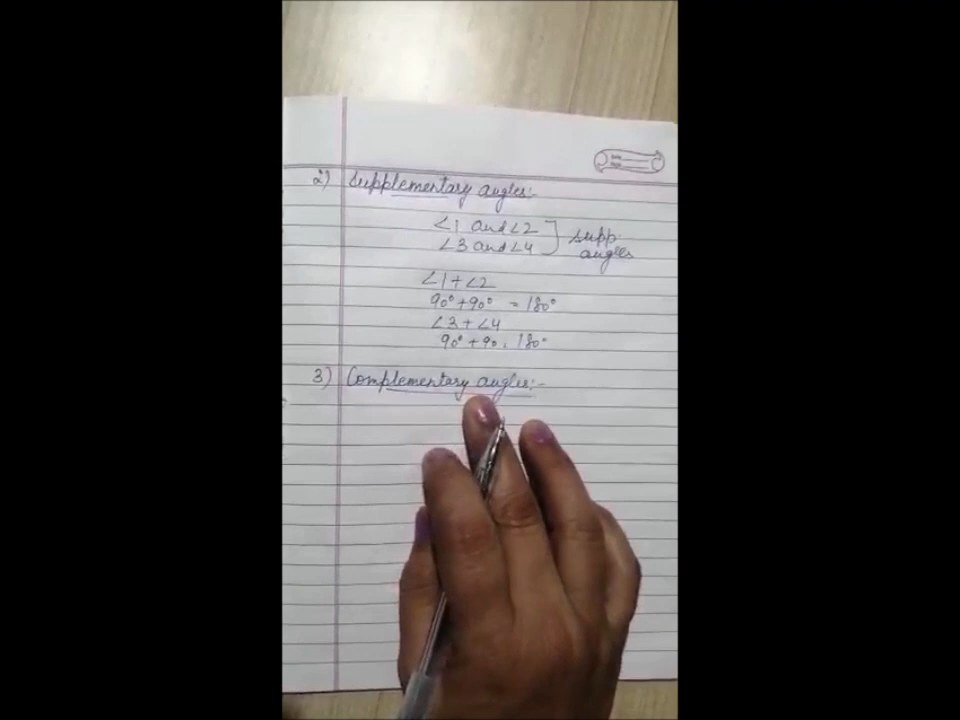 2) Supplementary angles:-
∠1 and ∠2
∠3 and ∠4
supp. angles
∠1 + ∠2
90° + 90° = 180°
∠3 + ∠4
90° + 90 = 180°
3) Complementary angles:-